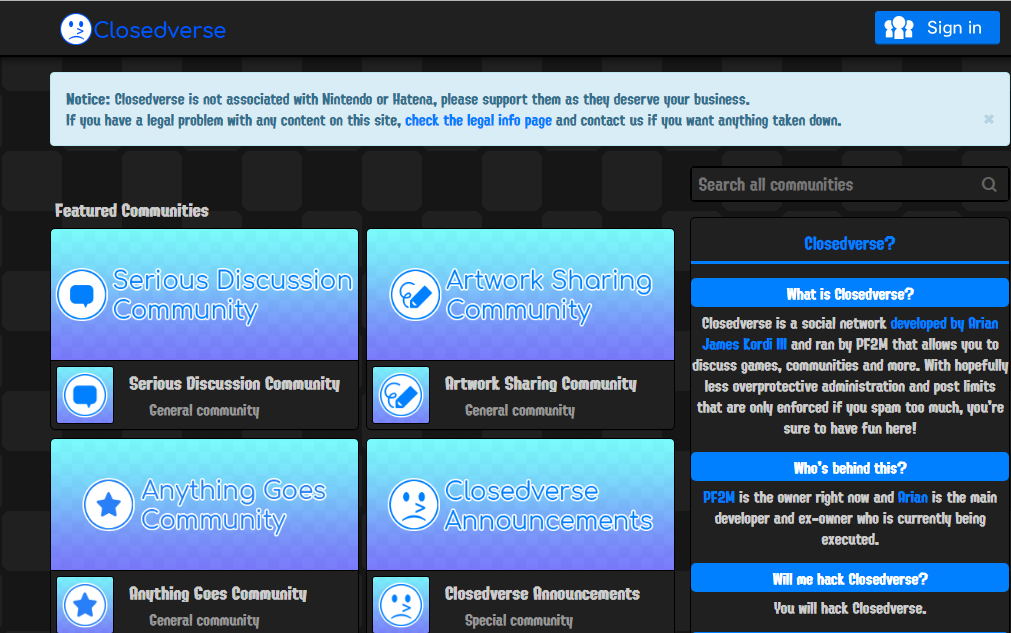 Closedverse
Sign in
Notice: Closedverse is not associated with Nintendo or Hatena, please support them as they deserve your business.
If you have a legal problem with any content on this site, check the legal info page and contact us if you want anything taken down.
×
Search all communities
Featured Communities
Serious Discussion
Community
Serious Discussion Community
General community
Artwork Sharing
Community
Artwork Sharing Community
General community
Anything Goes
Community
Anything Goes Community
General community
Closedverse
Announcements
Closedverse Announcements
Special community
Closedverse?
What is Closedverse?
Closedverse is a social network developed by Arian
James Kordi III and ran by PF2M that allows you to
discuss games, communities and more. With hopefully
less overprotective administration and post limits
that are only enforced if you spam too much, you're
sure to have fun here!
Who's behind this?
PF2M is the owner right now and Arian is the main
developer and ex-owner who is currently being
executed.
Will me hack Closedverse?
You will hack Closedverse.